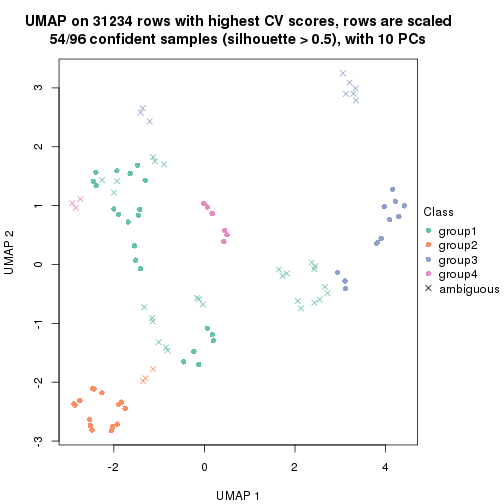 UMAP on 31234 rows with highest CV scores, rows are scaled
54/96 confident samples (silhouette > 0.5), with 10 PCs
3
2
1
0
-1
-2
-3
UMAP 2
-2
0
2
4
UMAP 1
Class
group1
group2
group3
group4
ambiguous